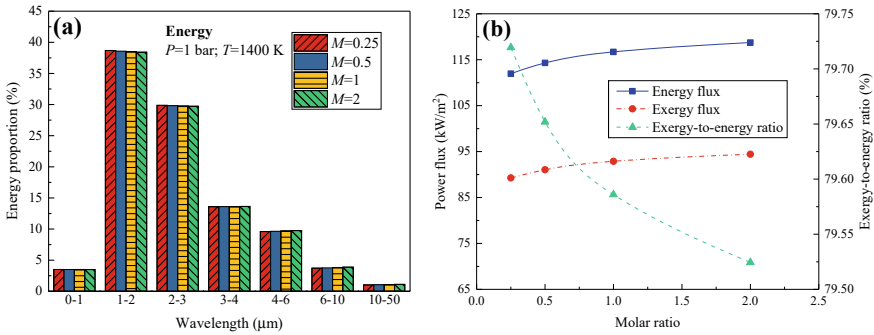 (a)
Energy
P=1 bar; T=1400 K
M=0.25
M=0.5
M=1
M=2
Energy proportion (%)
45
40
35
30
25
20
15
10
5
0
0-1
1-2
2-3
3-4
4-6
6-10
10-50
Wavelength (μm)
(b)
Energy flux
Exergy flux
Exergy-to-energy ratio
Power flux (kW/m²)
125
115
105
95
85
75
65
0.0
0.5
1.0
1.5
2.0
2.5
Molar ratio
79.75
79.70
79.65
79.60
79.55
79.50
Exergy-to-energy ratio (%)